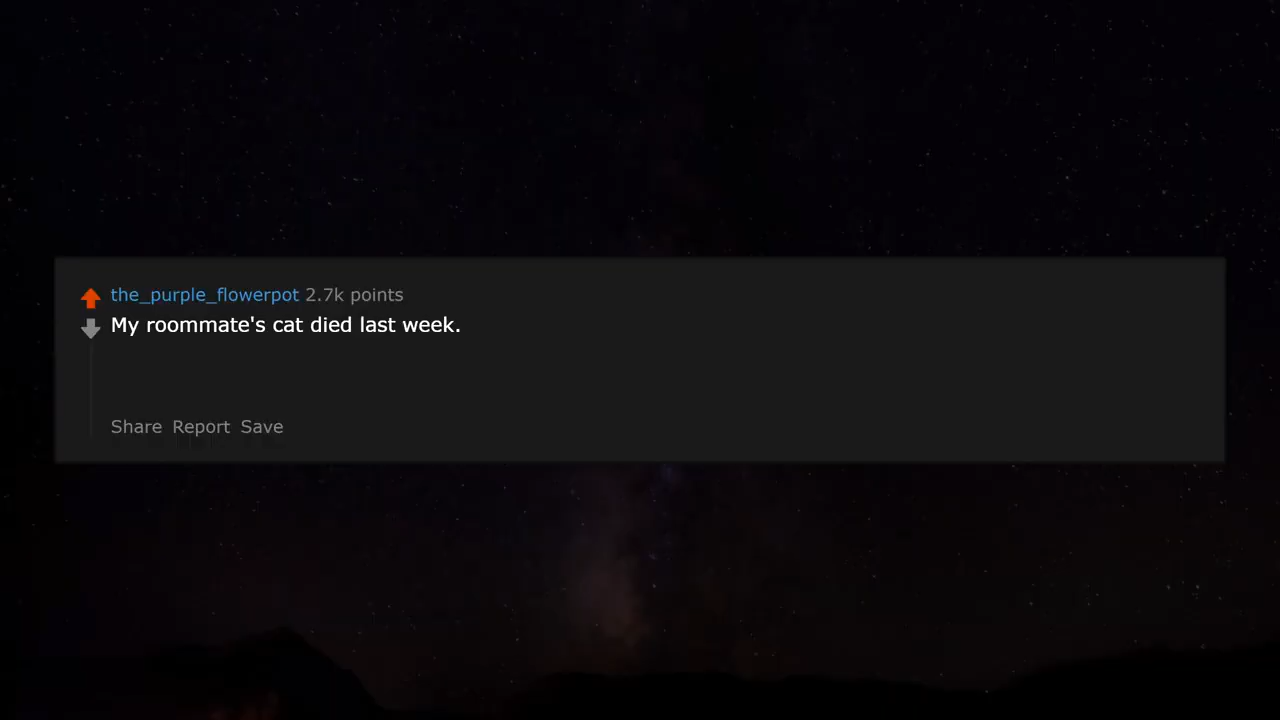 the_purple_flowerpot 2.7k points
My roommate's cat died last week.
Share Report Save